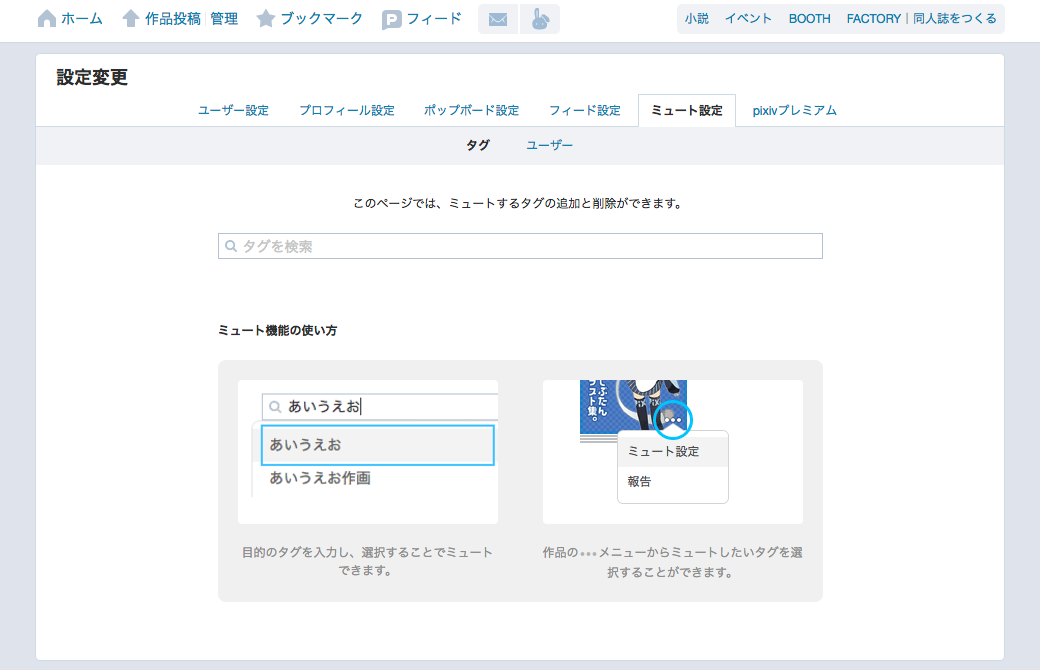 ホーム 作品投稿 管理 ブックマーク フィード 小説 イベント BOOTH FACTORY | 同人誌をつくる
設定変更
ユーザー設定 プロフィール設定 ポップボード設定 フィード設定 ミュート設定 pixivプレミアム
タグ ユーザー
このページでは、ミュートするタグの追加と削除ができます。
タグを検索
ミュート機能の使い方
あいうえお
あいうえお
あいうえお作画
目的のタグを入力し、選択することでミュート
できます。
ミュート設定
報告
作品の•••メニューからミュートしたいタグを選
択することができます。